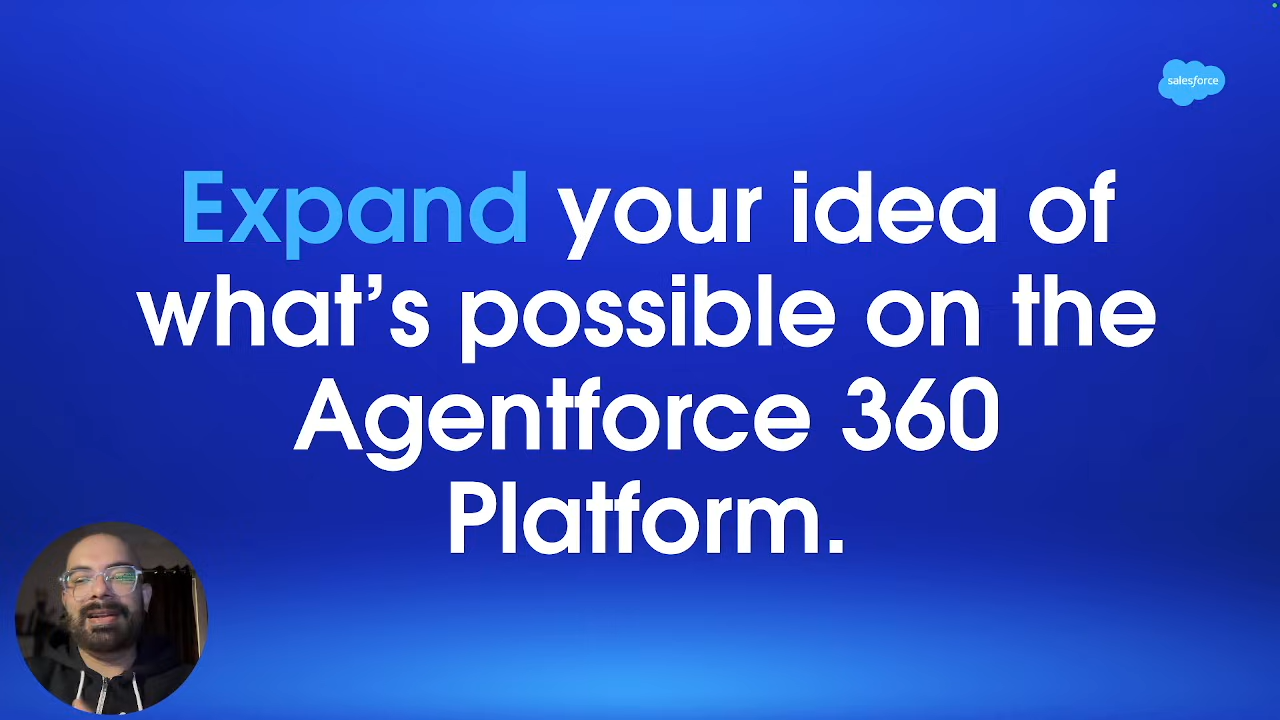 salesforce
Expand your idea of
what's possible on the
Agentforce 360
Platform.